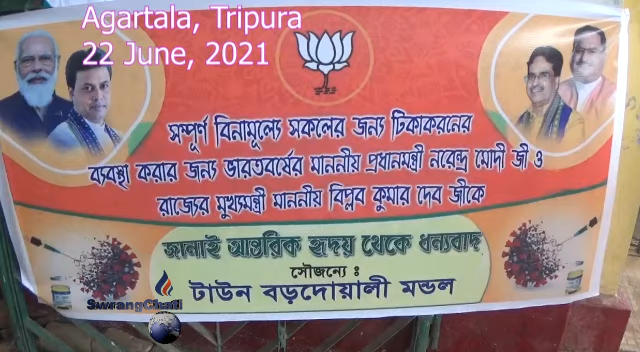 Agartala, Tripura
22 June, 2021
সম্পূর্ণ বিনামূল্যে সকলের জন্য টিকাকরনের
ব্যবস্থা করার জন্য ভারতবর্ষের মাননীয় প্রধানমন্ত্রী নরেন্দ্র মোদী জী ও
রাজ্যের মুখ্যমন্ত্রী মাননীয় বিপ্লব কুমার দেব জীকে
জানাই আন্তরিক হৃদয় থেকে ধন্যবাদ
সৌজন্যে ঃ
টাউন বড়দোয়ালী মন্ডল
SwrangChati